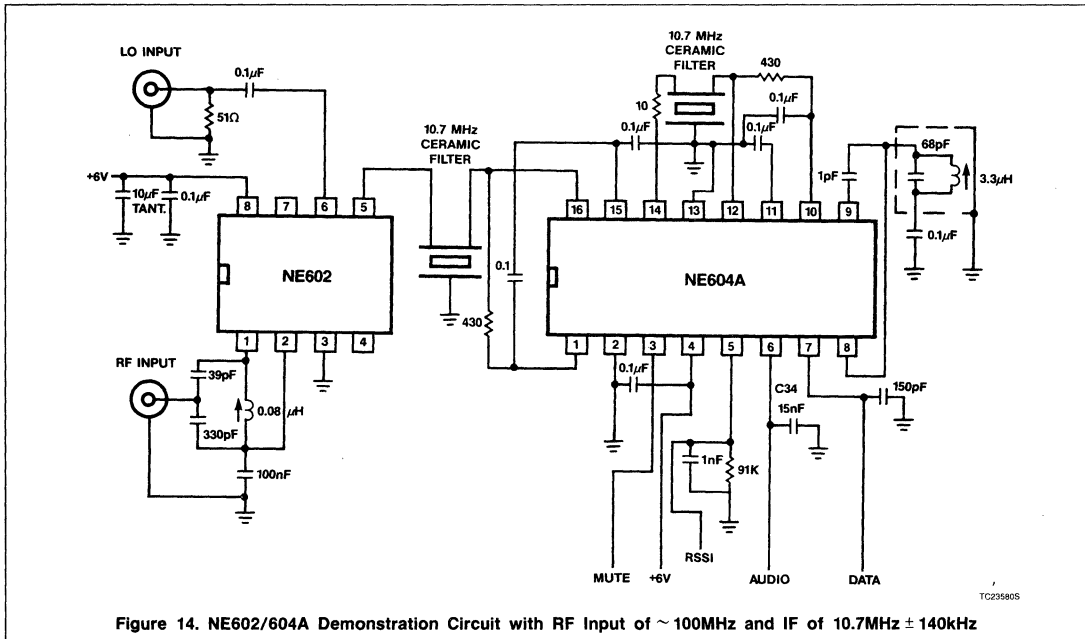 10.7 MHz
CERAMIC
FILTER
LO INPUT
0.1µF
51Ω
10
430
0.1µF
0.1µF
0.1µF
10.7 MHz
CERAMIC
FILTER
68pF
1pF
3.3µH
+6V
10µF
TANT.
0.1µF
8 7 6 5
16 15 14 13 12 11 10 9
0.1µF
NE602
0.1
NE604A
430
1 2 3 4
1 2 3 4 5 6 7 8
RF INPUT
39pF
0.08 µH
330pF
100nF
0.1µF
C34
15nF
150pF
1nF
91K
RSSI
MUTE
+6V
AUDIO
DATA
TC23580S
Figure 14. NE602/604A Demonstration Circuit with RF Input of ~100MHz and IF of 10.7MHz ± 140kHz